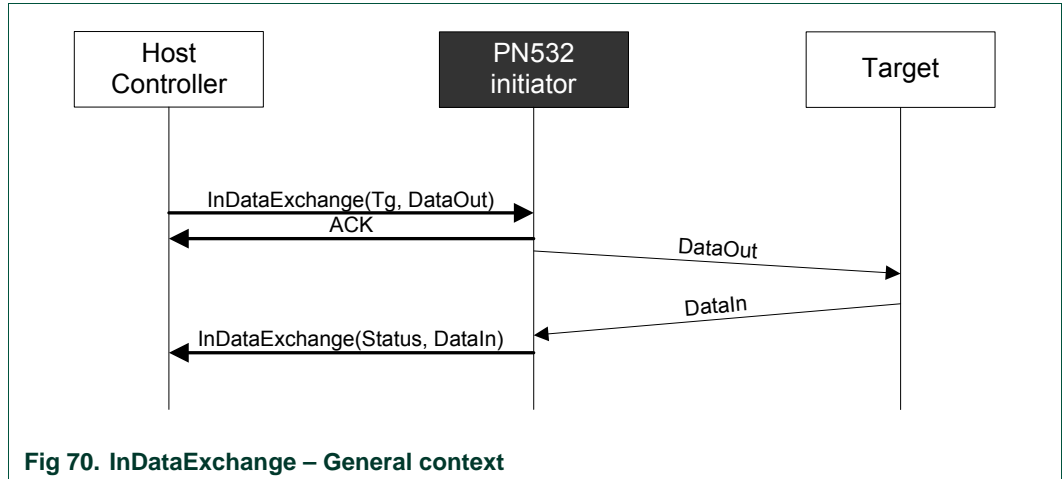 Host
Controller
PN532
initiator
Target
InDataExchange(Tg, DataOut)
ACK
DataOut
DataIn
InDataExchange(Status, DataIn)
Fig 70. InDataExchange – General context